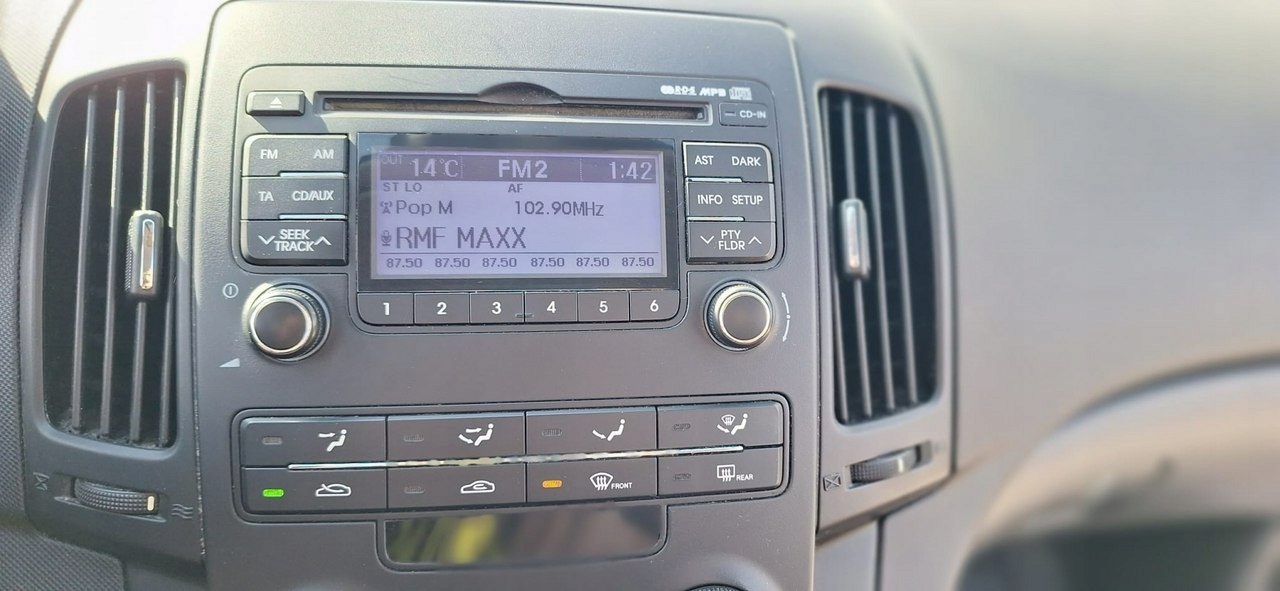 RDS MP3
CD-IN
FM AM
TA CD/AUX
SEEK
TRACK
OUT 14°C FM2 1:42
ST LO AF
Pop M 102.90MHz
RMF MAXX
87.50 87.50 87.50 87.50 87.50 87.50
AST DARK
INFO SETUP
PTY
FLDR
1 2 3 4 5 6
FRONT
REAR